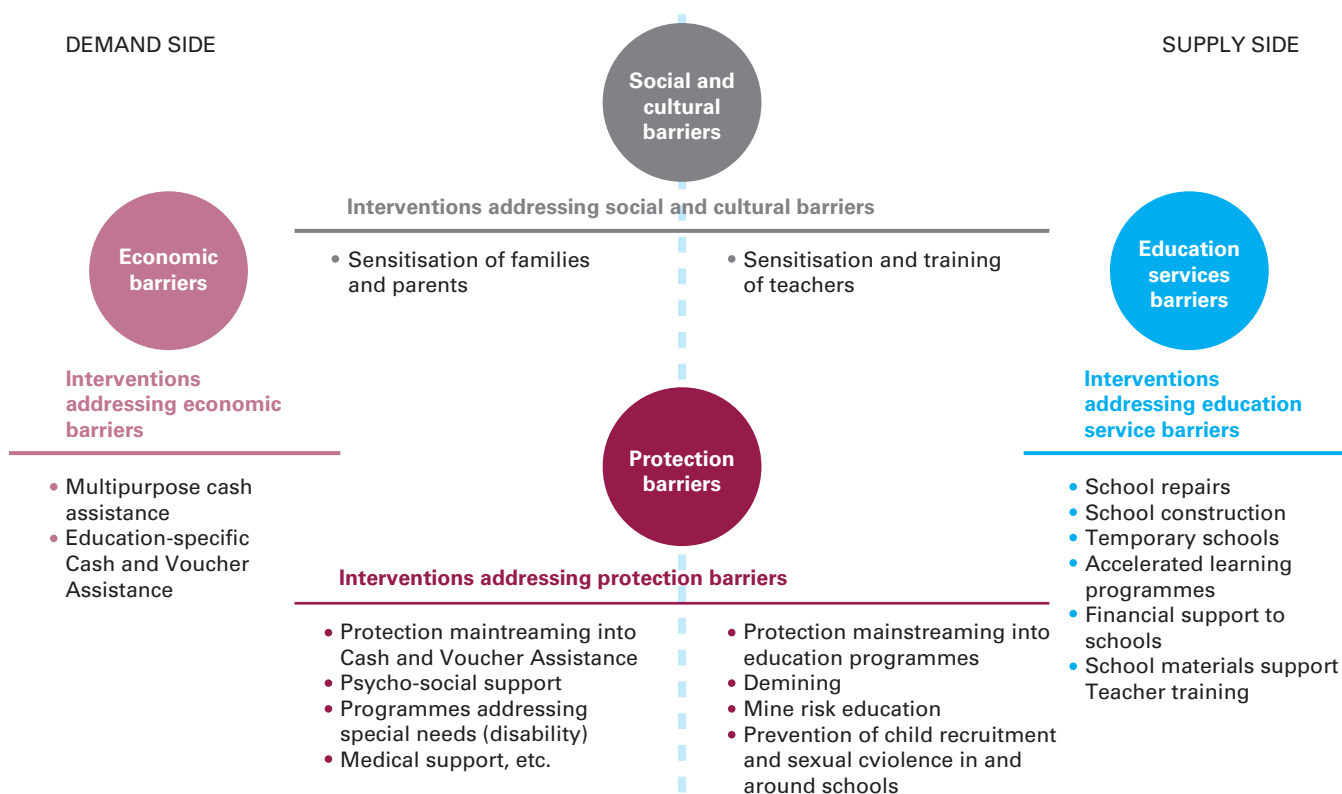 DEMAND SIDE
SUPPLY SIDE
Social and
cultural
barriers
Interventions addressing social and cultural barriers
• Sensitisation of families
and parents
• Sensitisation and training
of teachers
Economic
barriers
Interventions
addressing economic
barriers
• Multipurpose cash
assistance
• Education-specific
Cash and Voucher
Assistance
Protection
barriers
Interventions addressing protection barriers
• Protection maintreaming into
Cash and Voucher Assistance
• Psycho-social support
• Programmes addressing
special needs (disability)
• Medical support, etc.
• Protection mainstreaming into
education programmes
• Demining
• Mine risk education
• Prevention of child recruitment
and sexual cviolence in and
around schools
Education
services
barriers
Interventions
addressing education
service barriers
• School repairs
• School construction
• Temporary schools
• Accelerated learning
programmes
• Financial support to
schools
• School materials support
Teacher training